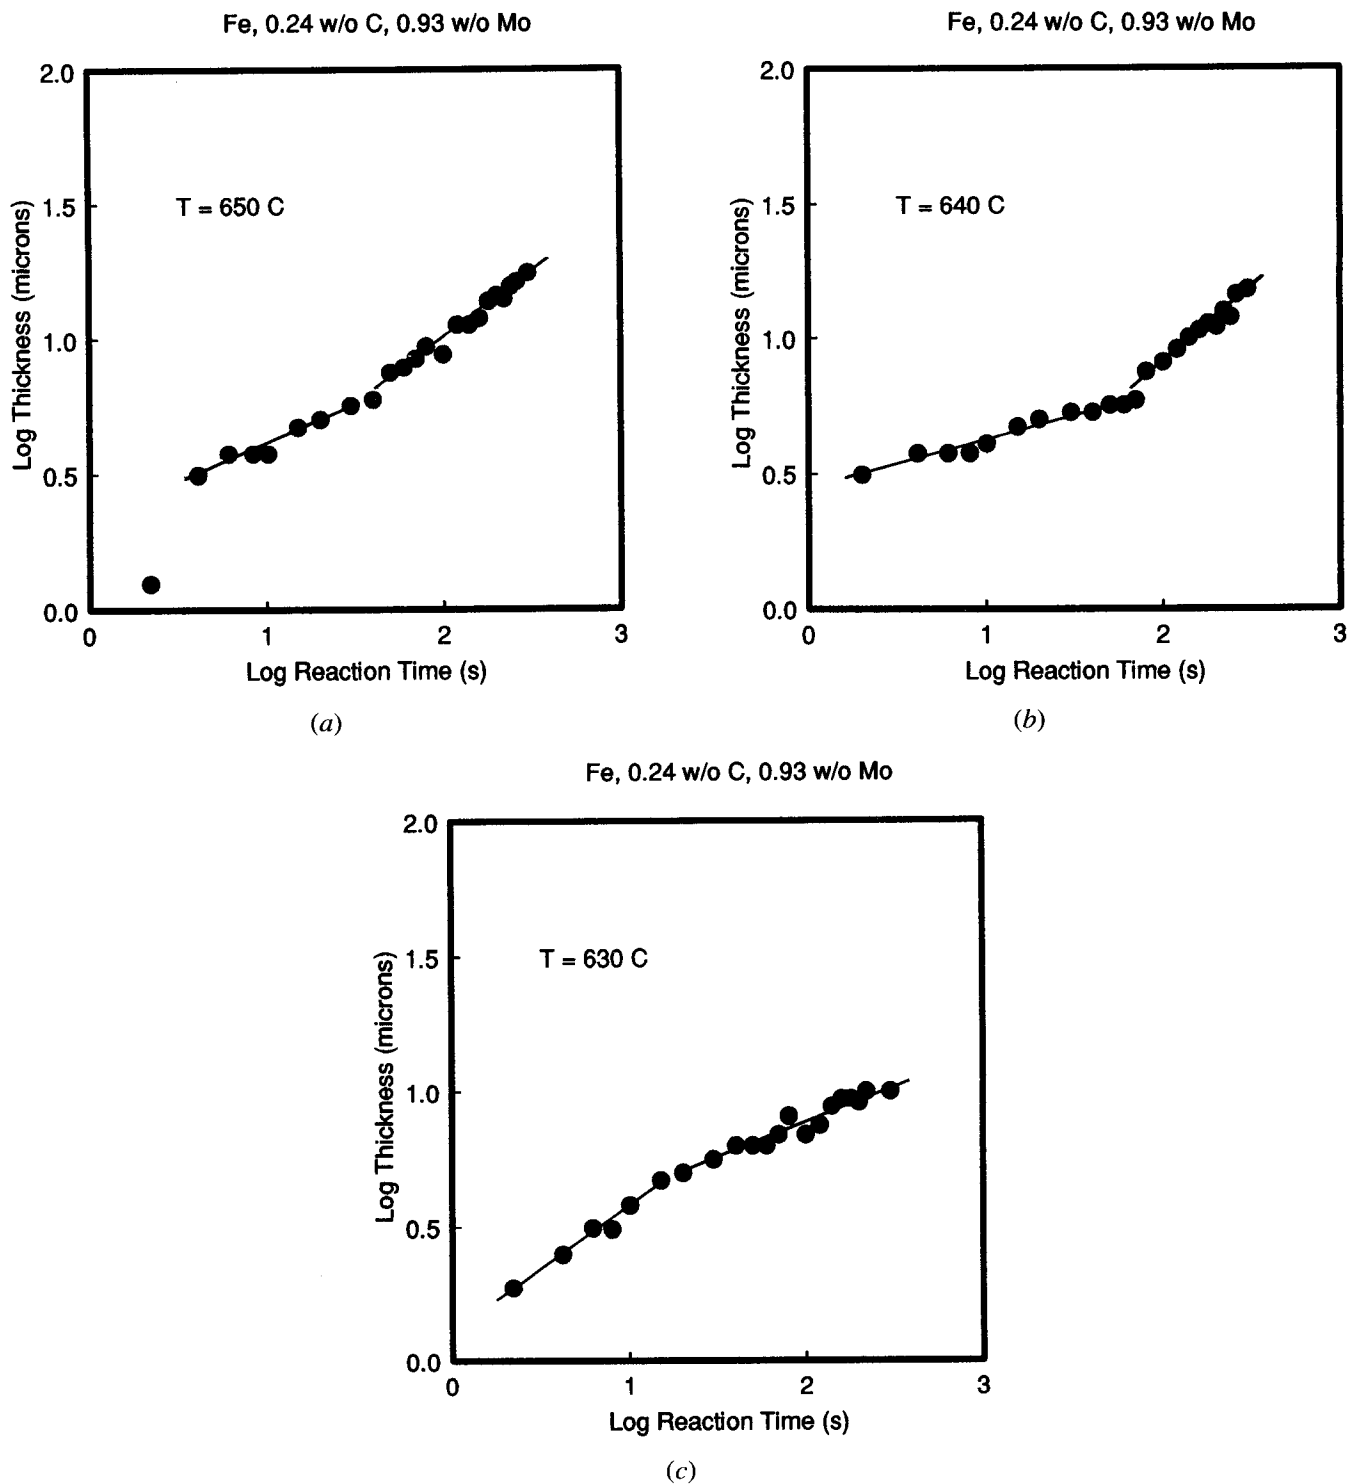 Fe, 0.24 w/o C, 0.93 w/o Mo
2.0
1.5
1.0
0.5
0.0
Log Thickness (microns)
T = 650 C
0 1 2 3
Log Reaction Time (s)
(a)
Fe, 0.24 w/o C, 0.93 w/o Mo
2.0
1.5
1.0
0.5
0.0
Log Thickness (microns)
T = 640 C
0 1 2 3
Log Reaction Time (s)
(b)
Fe, 0.24 w/o C, 0.93 w/o Mo
2.0
1.5
1.0
0.5
0.0
Log Thickness (microns)
T = 630 C
0 1 2 3
Log Reaction Time (s)
(c)